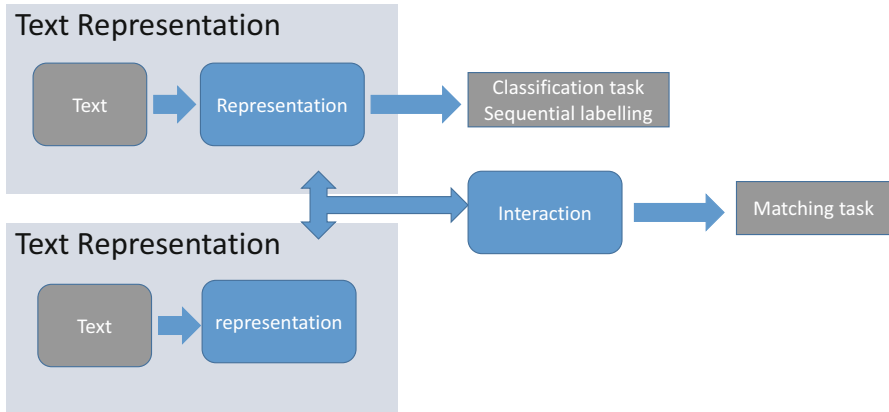 Text Representation
Text
Representation
Classification task
Sequential labelling
Interaction
Matching task
Text Representation
Text
representation